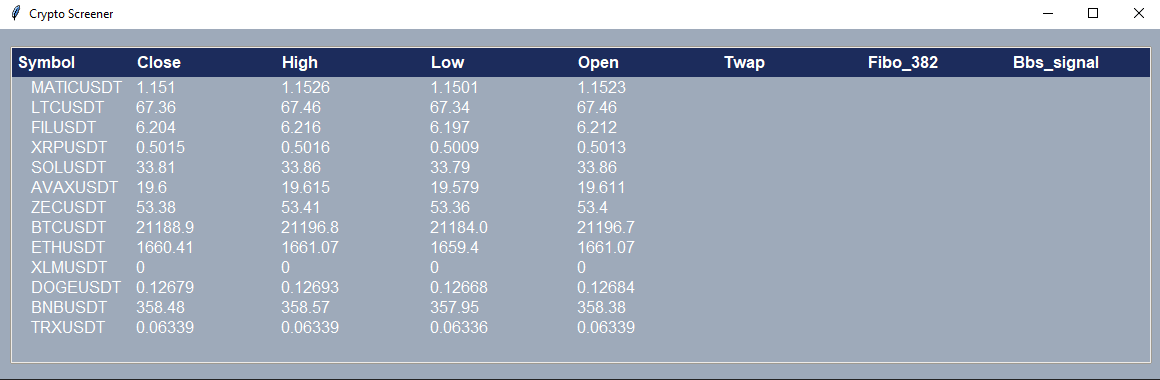 Crypto Screener
Symbol Close High Low Open Twap Fibo_382 Bbs_signal
MATICUSDT 1.151 1.1526 1.1501 1.1523
LTCUSDT 67.36 67.46 67.34 67.46
FILUSDT 6.204 6.216 6.197 6.212
XRPUSDT 0.5015 0.5016 0.5009 0.5013
SOLUSDT 33.81 33.86 33.79 33.86
AVAXUSDT 19.6 19.615 19.579 19.611
ZECUSDT 53.38 53.41 53.36 53.4
BTCUSDT 21188.9 21196.8 21184.0 21196.7
ETHUSDT 1660.41 1661.07 1659.4 1661.07
XLMUSDT 0 0 0 0
DOGEUSDT 0.12679 0.12693 0.12668 0.12684
BNBUSDT 358.48 358.57 357.95 358.38
TRXUSDT 0.06339 0.06339 0.06336 0.06339